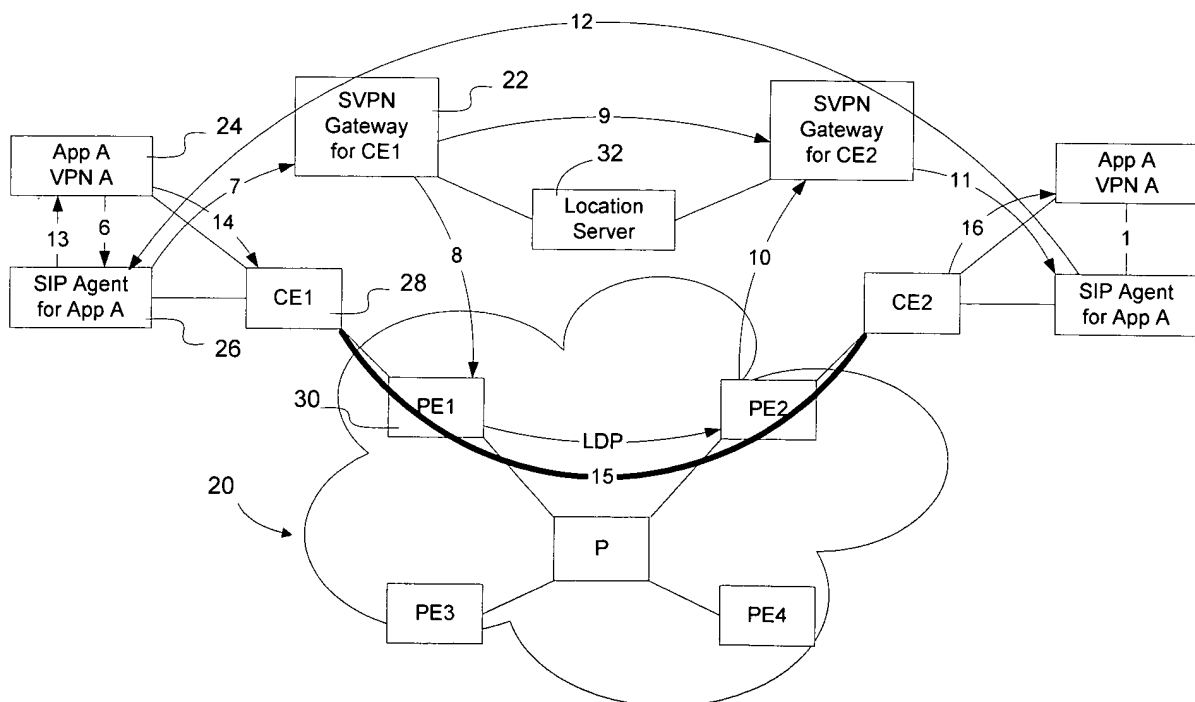 12
SVPN
Gateway
for CE1
22
SVPN
Gateway
for CE2
9
24
32
App A
VPN A
App A
VPN A
7
11
Location
Server
13
6
14
16
1
8
10
SIP Agent
for App A
CE1
28
CE2
SIP Agent
for App A
26
PE1
PE2
30
LDP
15
20
P
PE3
PE4